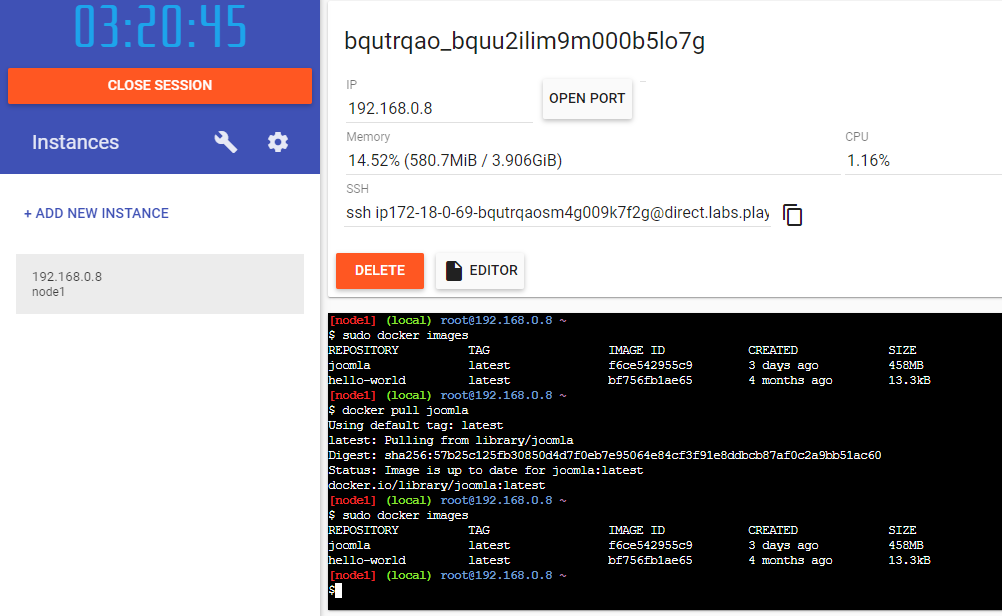 03:20:45
CLOSE SESSION
Instances
+ ADD NEW INSTANCE
192.168.0.8
node1
bqutrqao_bquu2ilim9m000b5lo7g
IP
192.168.0.8
OPEN PORT
Memory
14.52% (580.7MiB / 3.906GiB)
CPU
1.16%
SSH
ssh ip172-18-0-69-bqutrqaosm4g009k7f2g@direct.labs.play
DELETE
EDITOR
[node1] (local) root@192.168.0.8 ~
$ sudo docker images
REPOSITORY TAG IMAGE ID CREATED SIZE
joomla latest f6ce542955c9 3 days ago 458MB
hello-world latest bf756fb1ae65 4 months ago 13.3kB
[node1] (local) root@192.168.0.8 ~
$ docker pull joomla
Using default tag: latest
latest: Pulling from library/joomla
Digest: sha256:57b25c125fb30850d4d7f0eb7e95064e84cf3f91e8ddbcb87af0c2a9bb51ac60
Status: Image is up to date for joomla:latest
docker.io/library/joomla:latest
[node1] (local) root@192.168.0.8 ~
$ sudo docker images
REPOSITORY TAG IMAGE ID CREATED SIZE
joomla latest f6ce542955c9 3 days ago 458MB
hello-world latest bf756fb1ae65 4 months ago 13.3kB
[node1] (local) root@192.168.0.8 ~
$